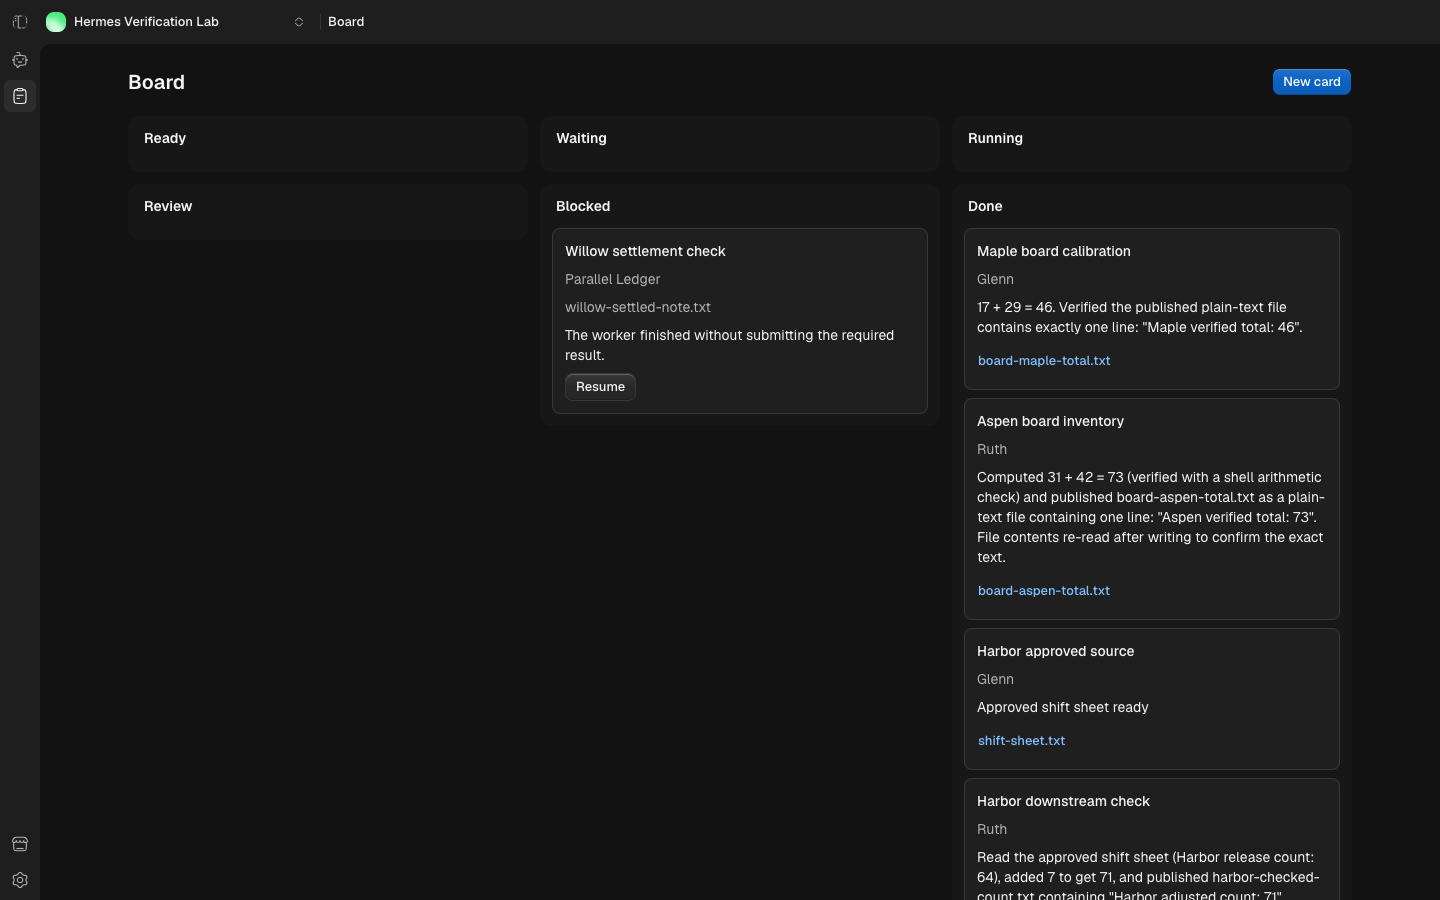 Hermes Verification Lab
Board
Board
New card
Ready
Waiting
Running
Review
Blocked
Willow settlement check
Parallel Ledger
willow-settled-note.txt
The worker finished without submitting the required
result.
Resume
Done
Maple board calibration
Glenn
17 + 29 = 46. Verified the published plain-text file
contains exactly one line: "Maple verified total: 46".
board-maple-total.txt
Aspen board inventory
Ruth
Computed 31 + 42 = 73 (verified with a shell arithmetic
check) and published board-aspen-total.txt as a plain-
text file containing one line: "Aspen verified total: 73".
File contents re-read after writing to confirm the exact
text.
board-aspen-total.txt
Harbor approved source
Glenn
Approved shift sheet ready
shift-sheet.txt
Harbor downstream check
Ruth
Read the approved shift sheet (Harbor release count:
64), added 7 to get 71, and published harbor-checked-
count.txt containing "Harbor adjusted count: 71"